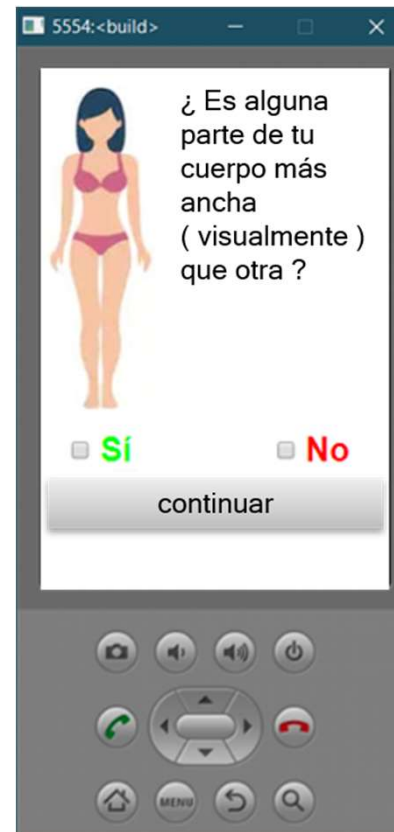 5554:<build>
¿ Es alguna
parte de tu
cuerpo más
ancha
( visualmente )
que otra ?
Sí
No
continuar
MENU